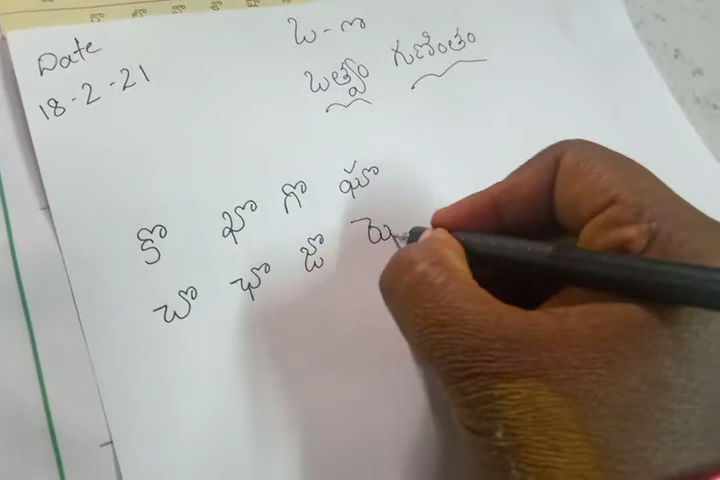 ఒ - ొ
Date
18-2-21
ఒత్వం గుణింతం
కొ ఖొ గొ ఘొ
చొ ఛొ జొ